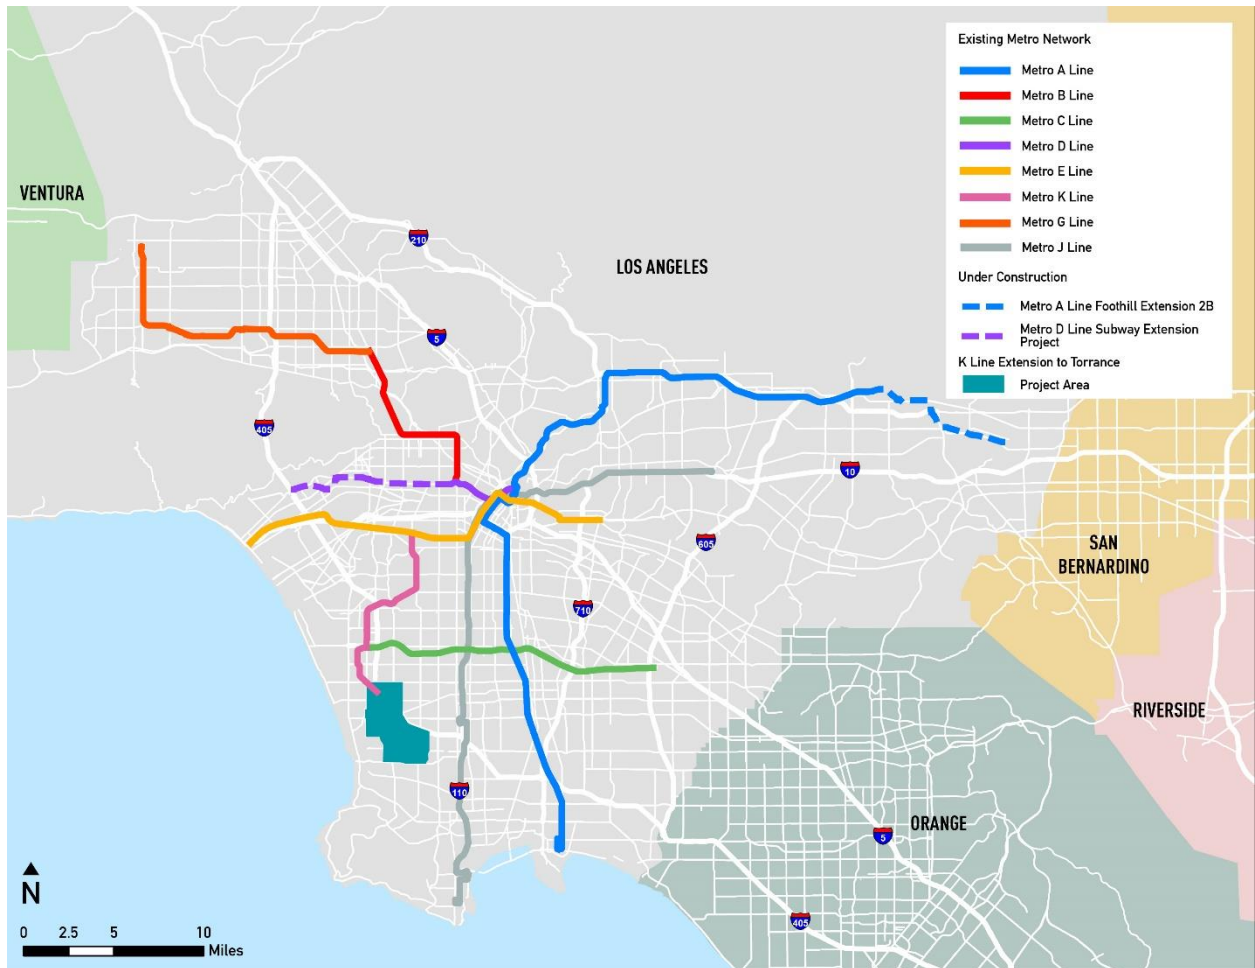 Existing Metro Network
Metro A Line
Metro B Line
Metro C Line
Metro D Line
Metro E Line
Metro K Line
Metro G Line
Metro J Line
Under Construction
Metro A Line Foothill Extension 2B
Metro D Line Subway Extension
Project
K Line Extension to Torrance
Project Area
VENTURA
210
LOS ANGELES
5
405
10
605
SAN
BERNARDINO
710
RIVERSIDE
110
ORANGE
5
405
N
0 2.5 5 10
Miles